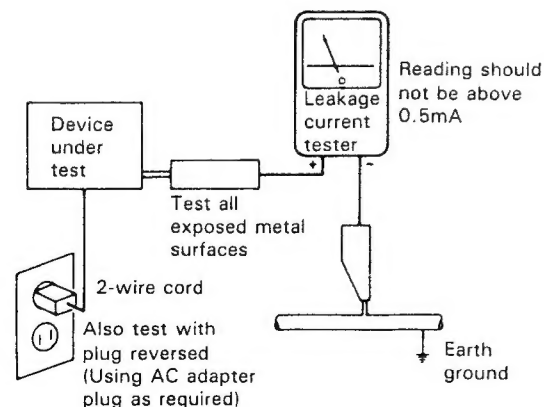 Device
under
test
Leakage
current
tester
+ -
Reading should
not be above
0.5mA
Test all
exposed metal
surfaces
2-wire cord
Also test with
plug reversed
(Using AC adapter
plug as required)
Earth
ground